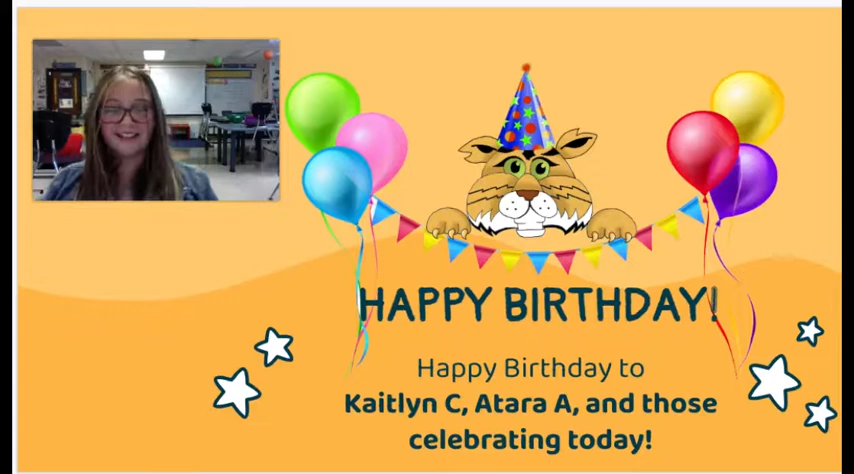 HAPPY BIRTHDAY!
Happy Birthday to
Kaitlyn C, Atara A, and those
celebrating today!